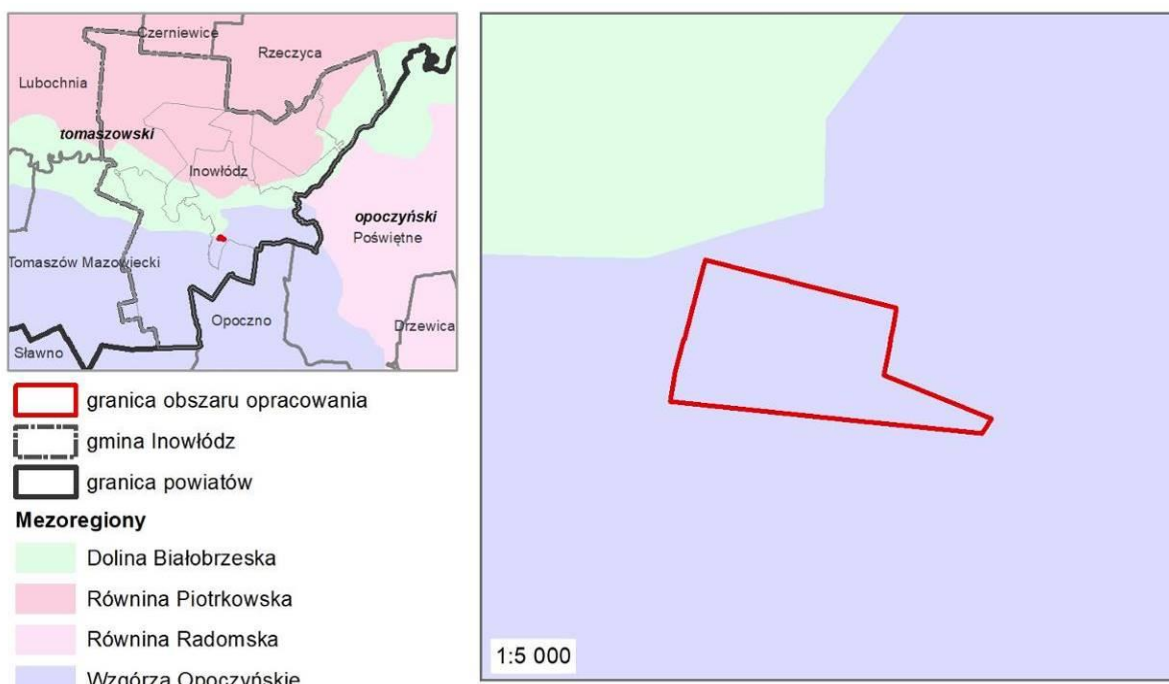 Czerniewice
Rzeczyca
Lubochnia
tomaszowski
Inowłódz
opoczyński
Poświętne
Tomaszów Mazowiecki
Opoczno
Drzewica
Sławno
granica obszaru opracowania
gmina Inowłódz
granica powiatów
Mezoregiony
Dolina Białobrzeska
Równina Piotrkowska
Równina Radomska
Wzgórza Opoczyńskie
1:5 000